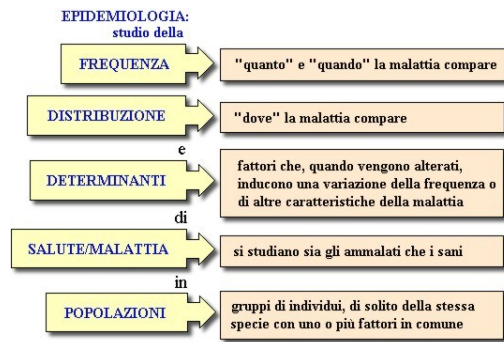 EPIDEMIOLOGIA:
studio della
FREQUENZA
"quanto" e "quando" la malattia compare
DISTRIBUZIONE
"dove" la malattia compare
e
DETERMINANTI
fattori che, quando vengono alterati,
inducono una variazione della frequenza o
di altre caratteristiche della malattia
di
SALUTE/MALATTIA
si studiano sia gli ammalati che i sani
in
POPOLAZIONI
gruppi di individui, di solito della stessa
specie con uno o più fattori in comune